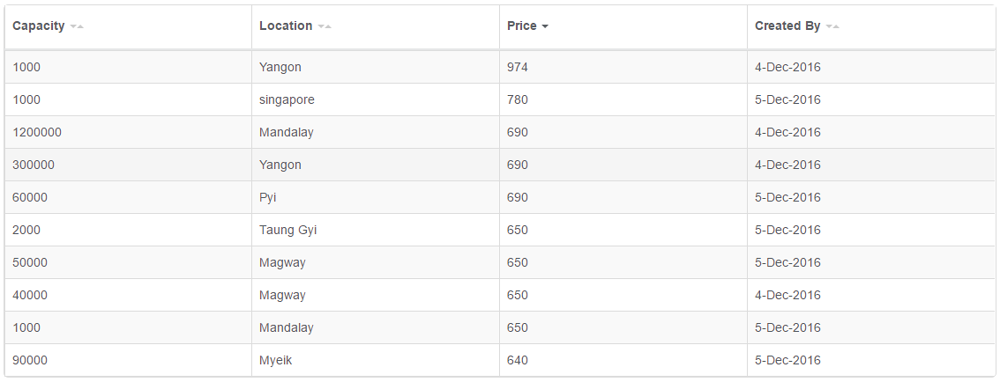 Capacity Location Price Created By
1000 Yangon 974 4-Dec-2016
1000 singapore 780 5-Dec-2016
1200000 Mandalay 690 4-Dec-2016
300000 Yangon 690 4-Dec-2016
60000 Pyi 690 5-Dec-2016
2000 Taung Gyi 650 5-Dec-2016
50000 Magway 650 5-Dec-2016
40000 Magway 650 4-Dec-2016
1000 Mandalay 650 5-Dec-2016
90000 Myeik 640 5-Dec-2016